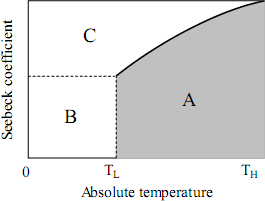 Seebeck coefficient
C
B
A
0
T_L
T_H
Absolute temperature